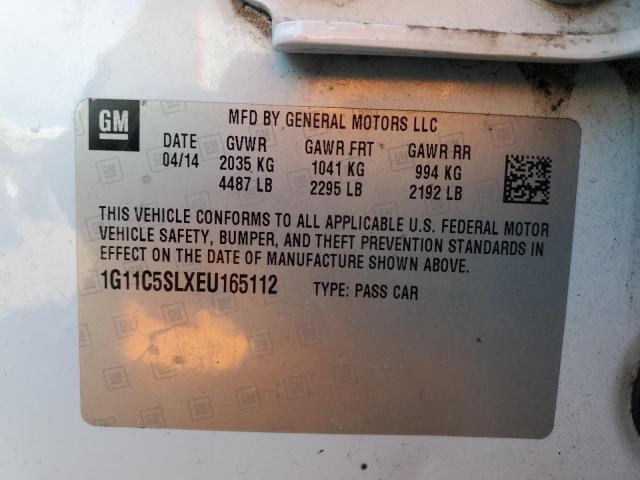 GM
MFD BY GENERAL MOTORS LLC
DATE GVWR GAWR FRT GAWR RR
04/14 2035 KG 1041 KG 994 KG
4487 LB 2295 LB 2192 LB
THIS VEHICLE CONFORMS TO ALL APPLICABLE U.S. FEDERAL MOTOR
VEHICLE SAFETY, BUMPER, AND THEFT PREVENTION STANDARDS IN
EFFECT ON THE DATE OF MANUFACTURE SHOWN ABOVE.
1G11C5SLXEU165112 TYPE: PASS CAR